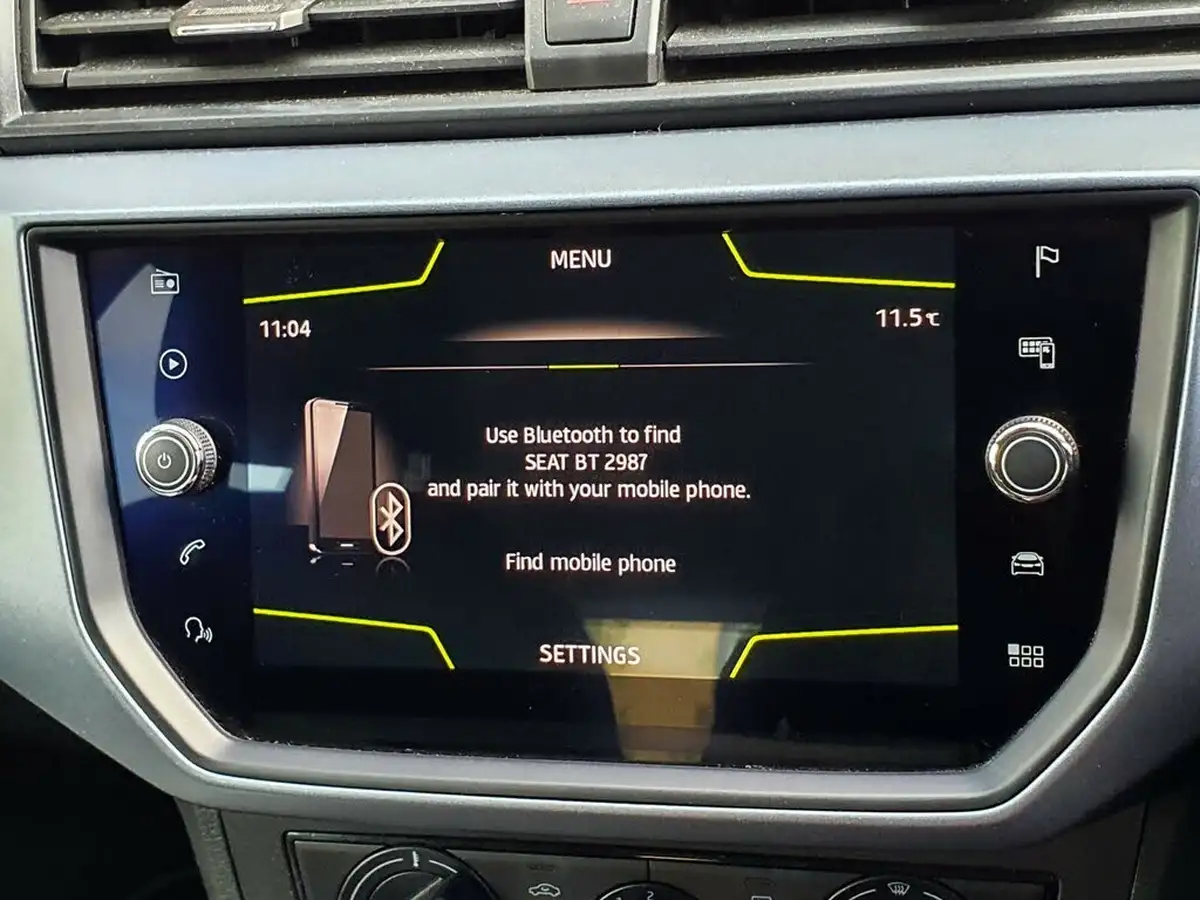 MENU
11:04
11.5℃
Use Bluetooth to find
SEAT BT 2987
and pair it with your mobile phone.
Find mobile phone
SETTINGS